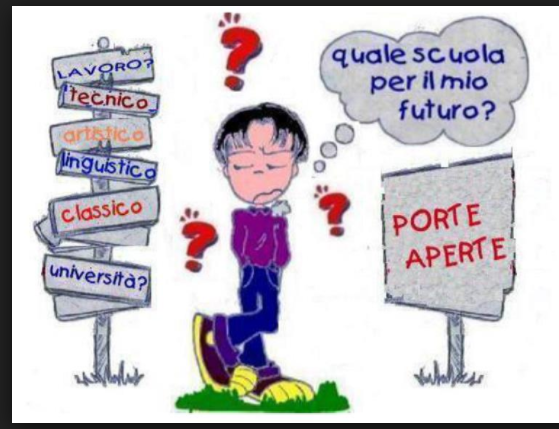 LAVORO?
tecnico
artistico
linguistico
classico
università?
quale scuola
per il mio
futuro?
PORTE
APERTE